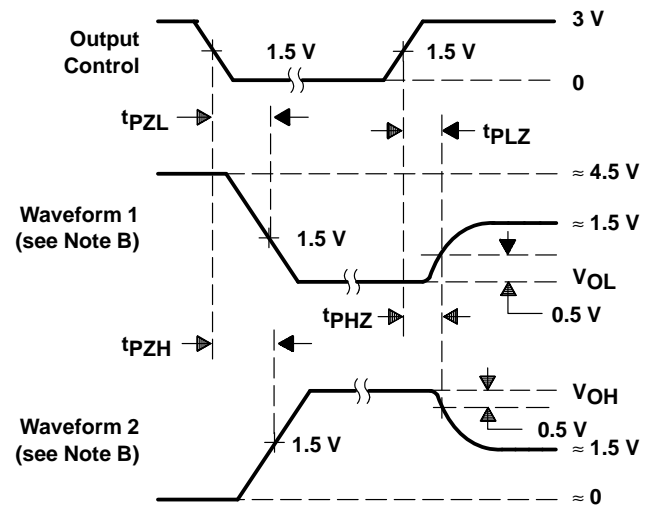 3 V
Output
Control
1.5 V
1.5 V
0
tPZL
tPLZ
≈ 4.5 V
Waveform 1
(see Note B)
≈ 1.5 V
1.5 V
VOL
tPHZ
0.5 V
tPZH
VOH
Waveform 2
(see Note B)
0.5 V
1.5 V
≈ 1.5 V
≈ 0